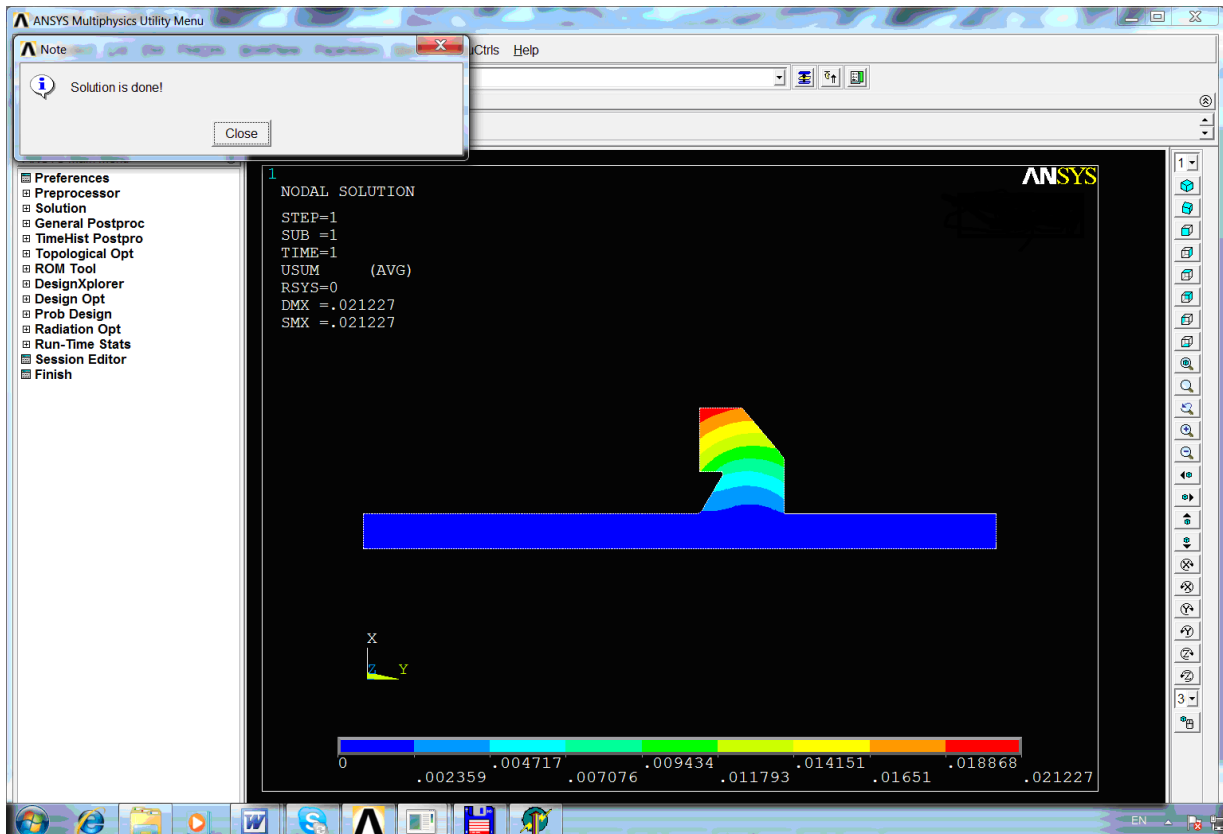 ANSYS Multiphysics Utility Menu
Note
uCtrls Help
Solution is done!
Close
Preferences
Preprocessor
Solution
General Postproc
TimeHist Postpro
Topological Opt
ROM Tool
DesignXplorer
Design Opt
Prob Design
Radiation Opt
Run-Time Stats
Session Editor
Finish
1
NODAL SOLUTION
STEP=1
SUB =1
TIME=1
USUM (AVG)
RSYS=0
DMX =.021227
SMX =.021227
ANSYS
X
Z Y
0 .004717 .009434 .014151 .018868
.002359 .007076 .011793 .01651 .021227
1
3
EN